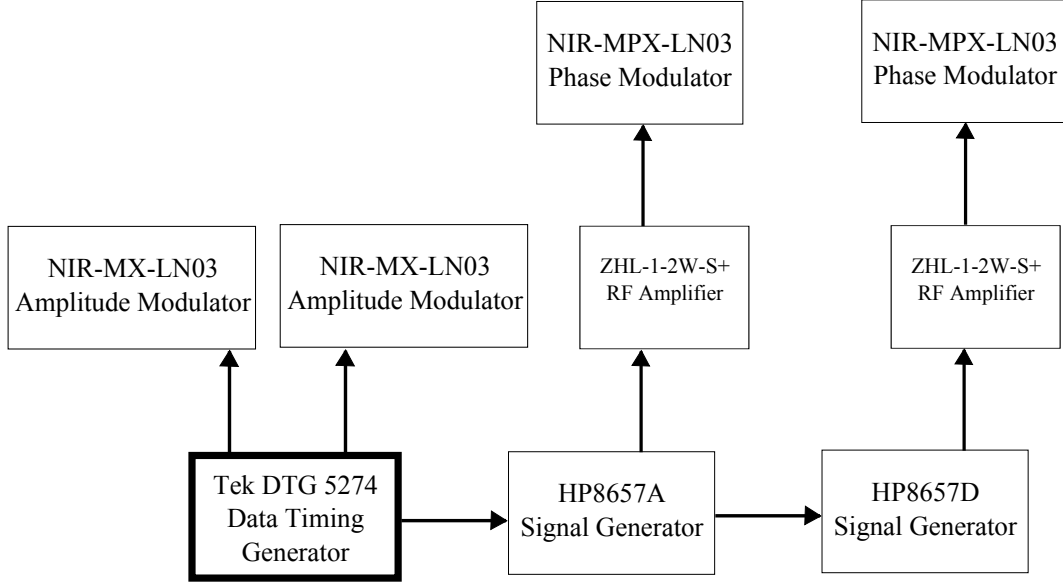 NIR-MPX-LN03
Phase Modulator
NIR-MPX-LN03
Phase Modulator
NIR-MX-LN03
Amplitude Modulator
NIR-MX-LN03
Amplitude Modulator
ZHL-1-2W-S+
RF Amplifier
ZHL-1-2W-S+
RF Amplifier
Tek DTG 5274
Data Timing
Generator
HP8657A
Signal Generator
HP8657D
Signal Generator